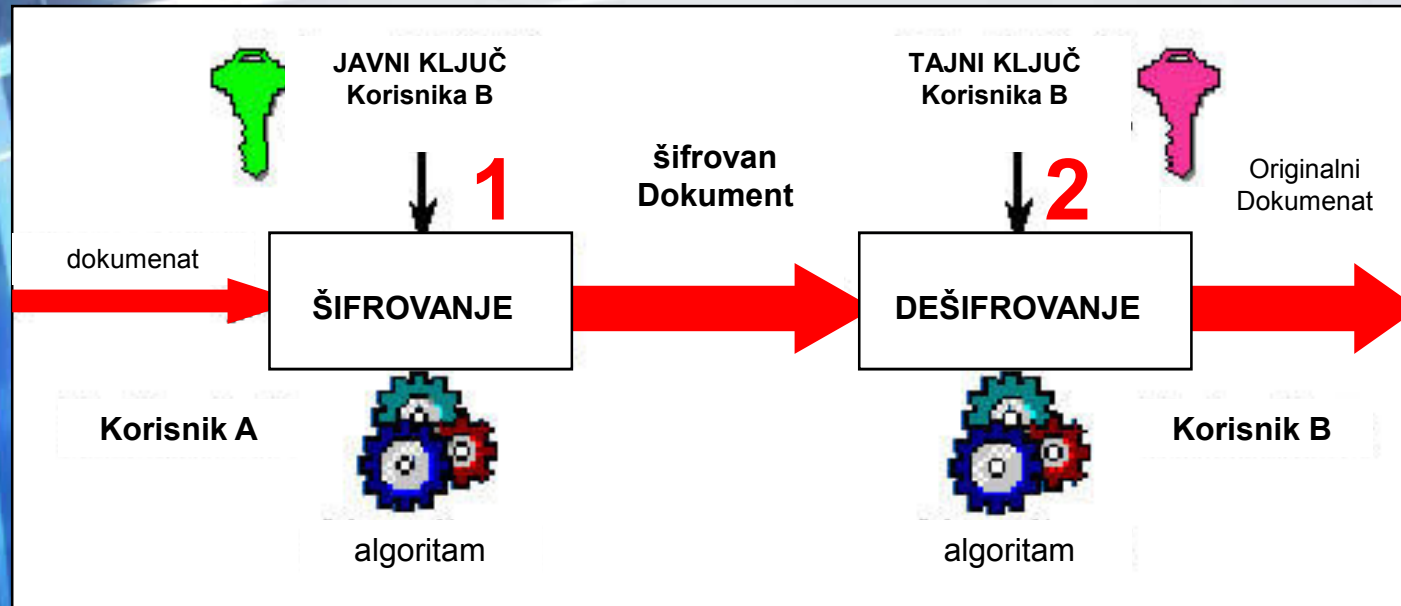 JAVNI KLJUČ
Korisnika B
TAJNI KLJUČ
Korisnika B
1
šifrovan
Dokument
2
Originalni
Dokumenat
dokumenat
ŠIFROVANJE
DEŠIFROVANJE
Korisnik A
Korisnik B
algoritam
algoritam